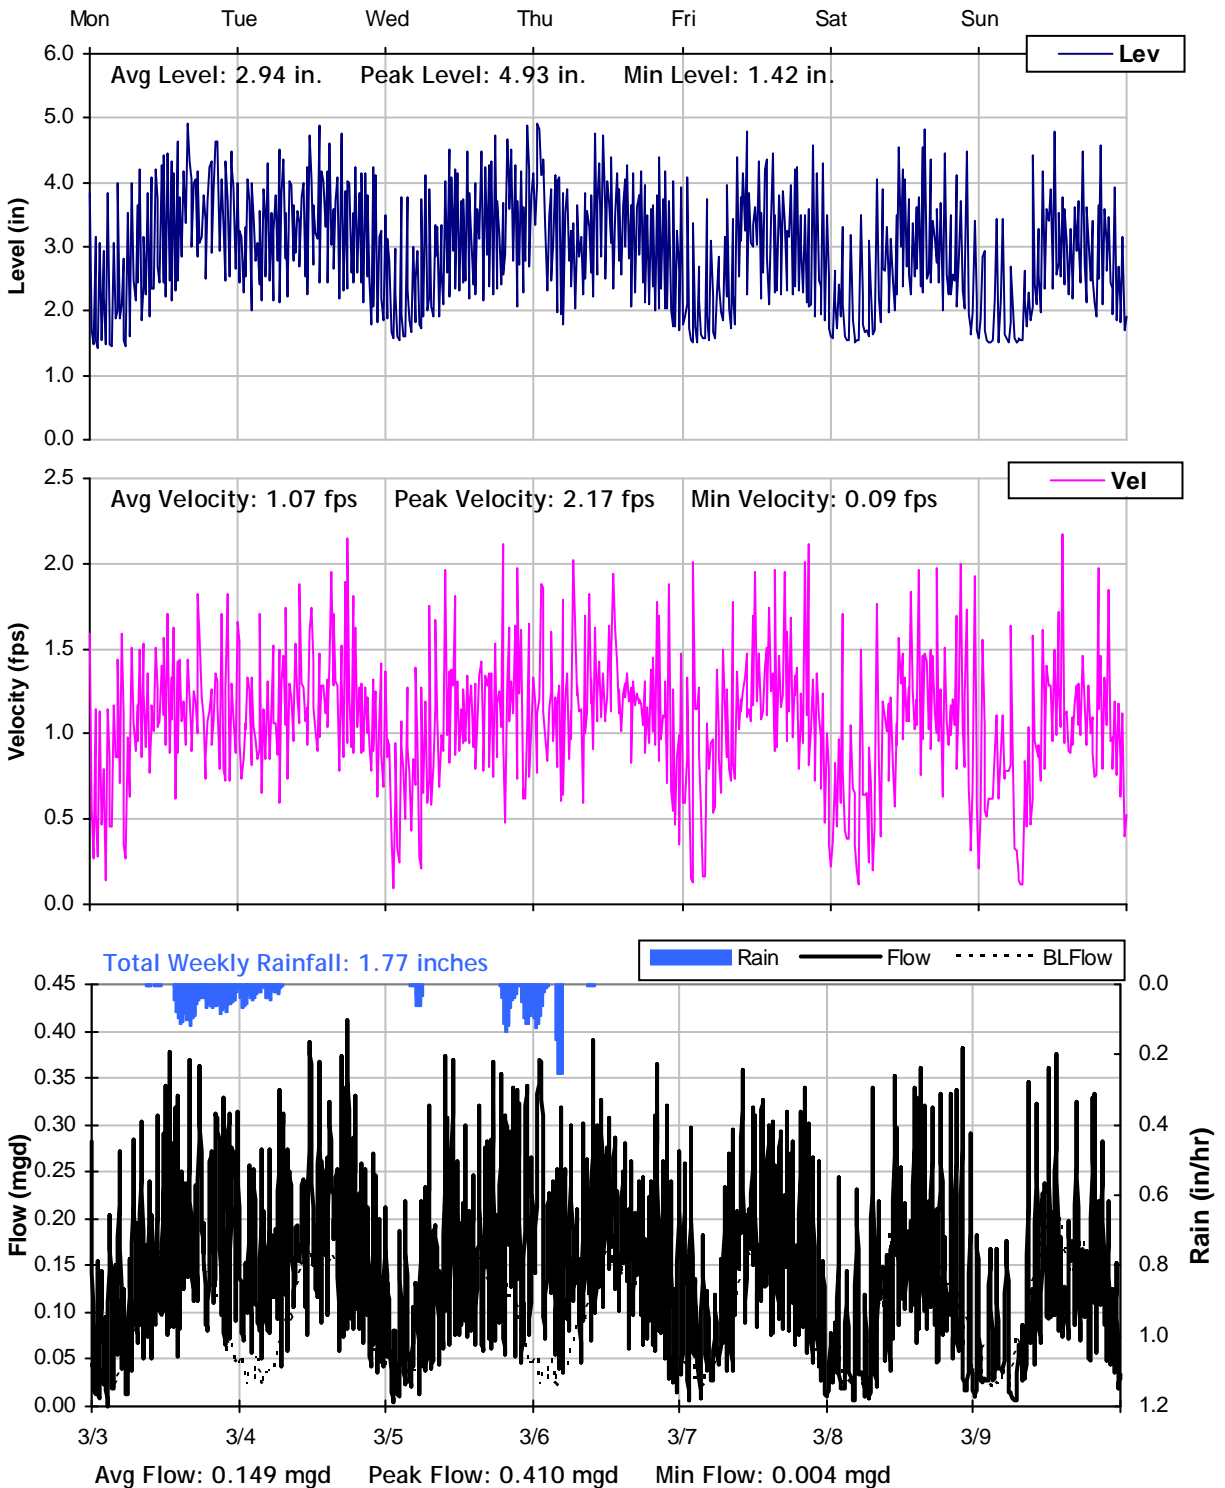 Mon Tue Wed Thu Fri Sat Sun
6.0
Lev
Avg Level: 2.94 in. Peak Level: 4.93 in. Min Level: 1.42 in.
5.0
4.0
3.0
2.0
1.0
0.0
Level (in)
2.5
Vel
Avg Velocity: 1.07 fps Peak Velocity: 2.17 fps Min Velocity: 0.09 fps
2.0
1.5
1.0
0.5
0.0
Velocity (fps)
Total Weekly Rainfall: 1.77 inches
Rain Flow BLFlow
0.45 0.0
0.40
0.35 0.2
0.30
0.25 0.4
0.20 0.6
0.15 0.8
0.10 1.0
0.05
0.00 1.2
Flow (mgd)
Rain (in/hr)
3/3 3/4 3/5 3/6 3/7 3/8 3/9
Avg Flow: 0.149 mgd Peak Flow: 0.410 mgd Min Flow: 0.004 mgd